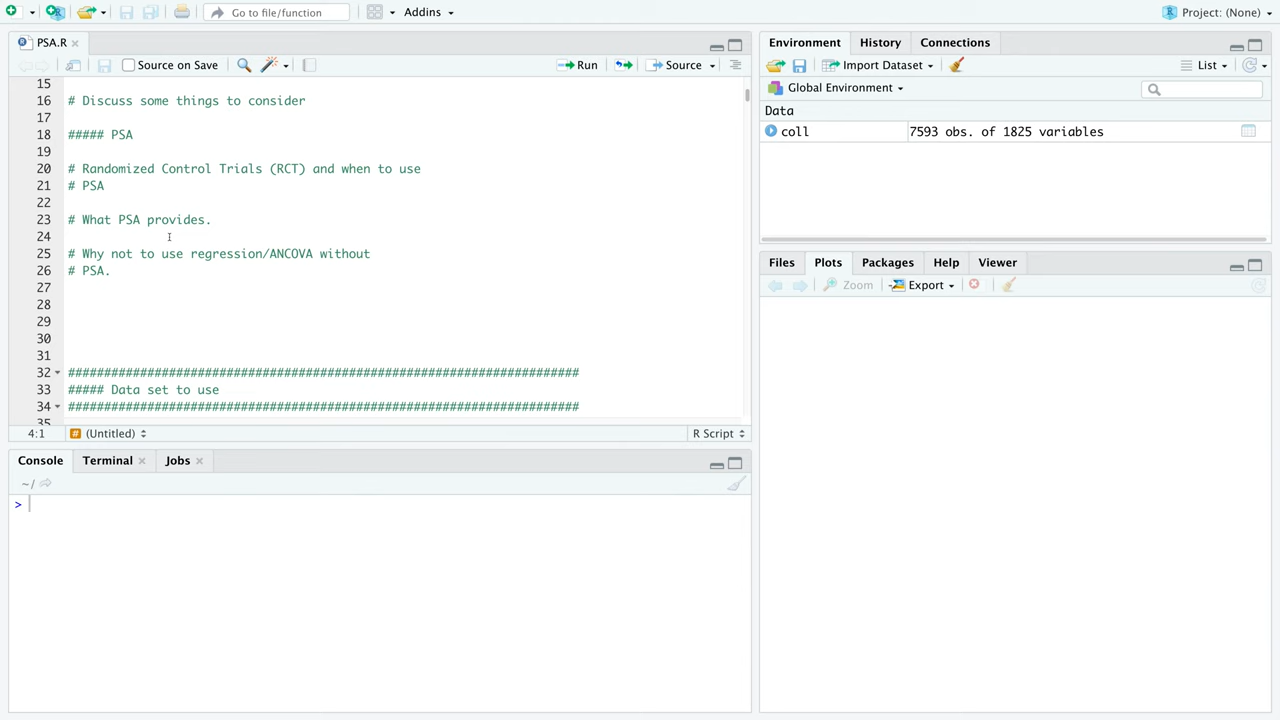 Go to file/function
Addins
Project: (None)
PSA.R
Source on Save
Run
Source
15
16 # Discuss some things to consider
17
18 ##### PSA
19
20 # Randomized Control Trials (RCT) and when to use
21 # PSA
22
23 # What PSA provides.
24
25 # Why not to use regression/ANCOVA without
26 # PSA.
27
28
29
30
31
32 #######################################################################
33 ##### Data set to use
34 #######################################################################
35
4:1 # (Untitled) R Script
Console Terminal Jobs
~/
>
Environment History Connections
Import Dataset List
Global Environment
Data
coll 7593 obs. of 1825 variables
Files Plots Packages Help Viewer
Zoom Export